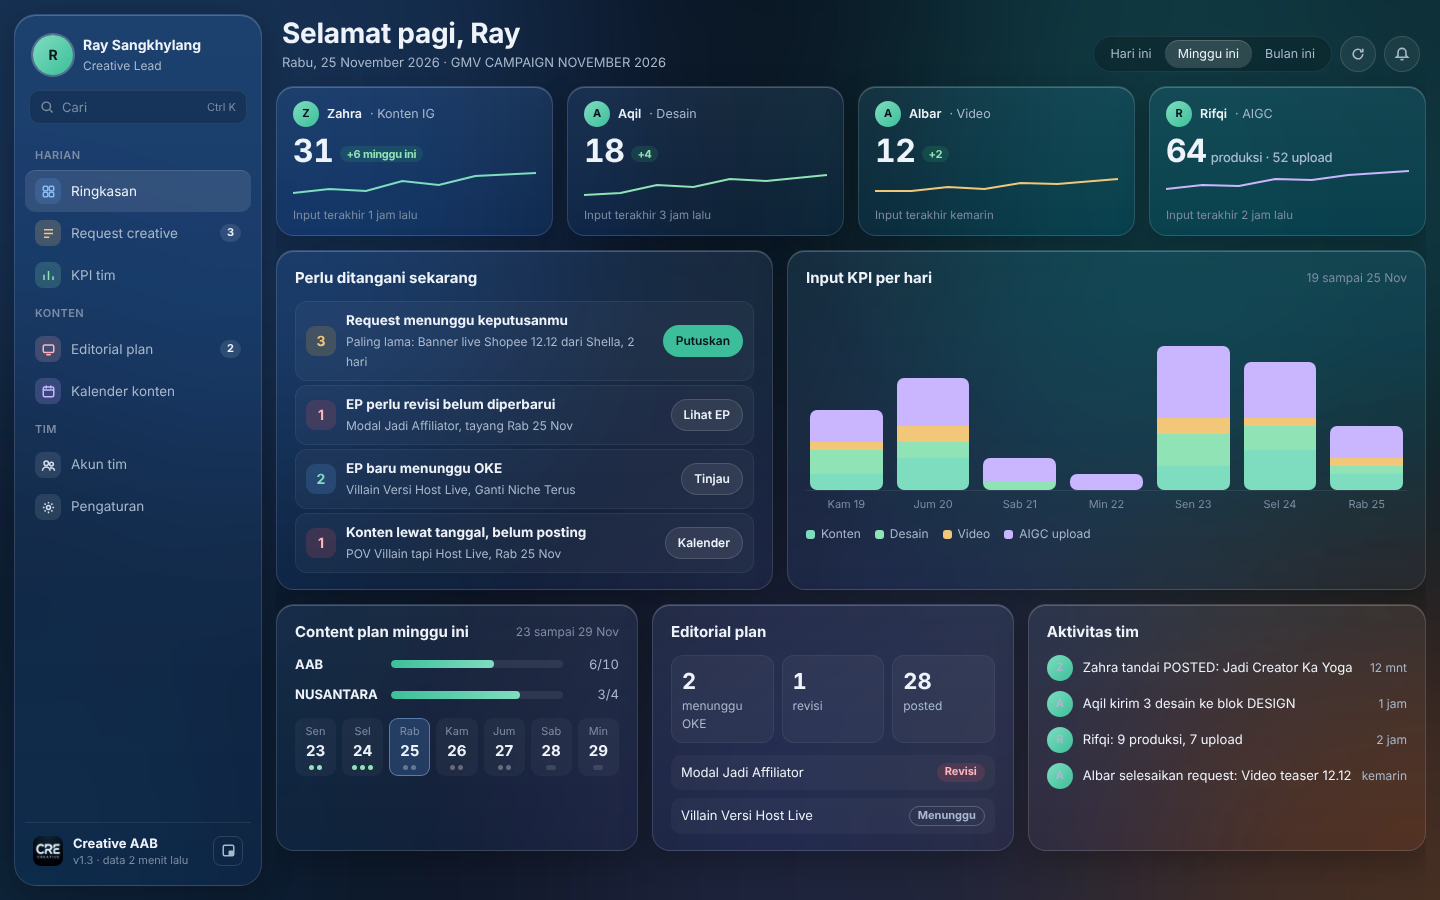 R
Ray Sangkhylang
Creative Lead
Cari
Ctrl K
HARIAN
Ringkasan
Request creative
3
KPI tim
KONTEN
Editorial plan
2
Kalender konten
TIM
Akun tim
Pengaturan
CRE
CREATIVE
Creative AAB
v1.3 · data 2 menit lalu
Selamat pagi, Ray
Rabu, 25 November 2026 · GMV CAMPAIGN NOVEMBER 2026
Hari ini
Minggu ini
Bulan ini
Z
Zahra · Konten IG
31 +6 minggu ini
Input terakhir 1 jam lalu
A
Aqil · Desain
18 +4
Input terakhir 3 jam lalu
A
Albar · Video
12 +2
Input terakhir kemarin
R
Rifqi · AIGC
64 produksi · 52 upload
Input terakhir 2 jam lalu
Perlu ditangani sekarang
3
Request menunggu keputusanmu
Paling lama: Banner live Shopee 12.12 dari Shella, 2
hari
Putuskan
1
EP perlu revisi belum diperbarui
Modal Jadi Affiliator, tayang Rab 25 Nov
Lihat EP
2
EP baru menunggu OKE
Villain Versi Host Live, Ganti Niche Terus
Tinjau
1
Konten lewat tanggal, belum posting
POV Villain tapi Host Live, Rab 25 Nov
Kalender
Input KPI per hari
19 sampai 25 Nov
Kam 19
Jum 20
Sab 21
Min 22
Sen 23
Sel 24
Rab 25
Konten
Desain
Video
AIGC upload
Content plan minggu ini
23 sampai 29 Nov
AAB
6/10
NUSANTARA
3/4
Sen
23
Sel
24
Rab
25
Kam
26
Jum
27
Sab
28
Min
29
Editorial plan
2
menunggu
OKE
1
revisi
28
posted
Modal Jadi Affiliator
Revisi
Villain Versi Host Live
Menunggu
Aktivitas tim
Z
Zahra tandai POSTED: Jadi Creator Ka Yoga
12 mnt
A
Aqil kirim 3 desain ke blok DESIGN
1 jam
R
Rifqi: 9 produksi, 7 upload
2 jam
A
Albar selesaikan request: Video teaser 12.12
kemarin